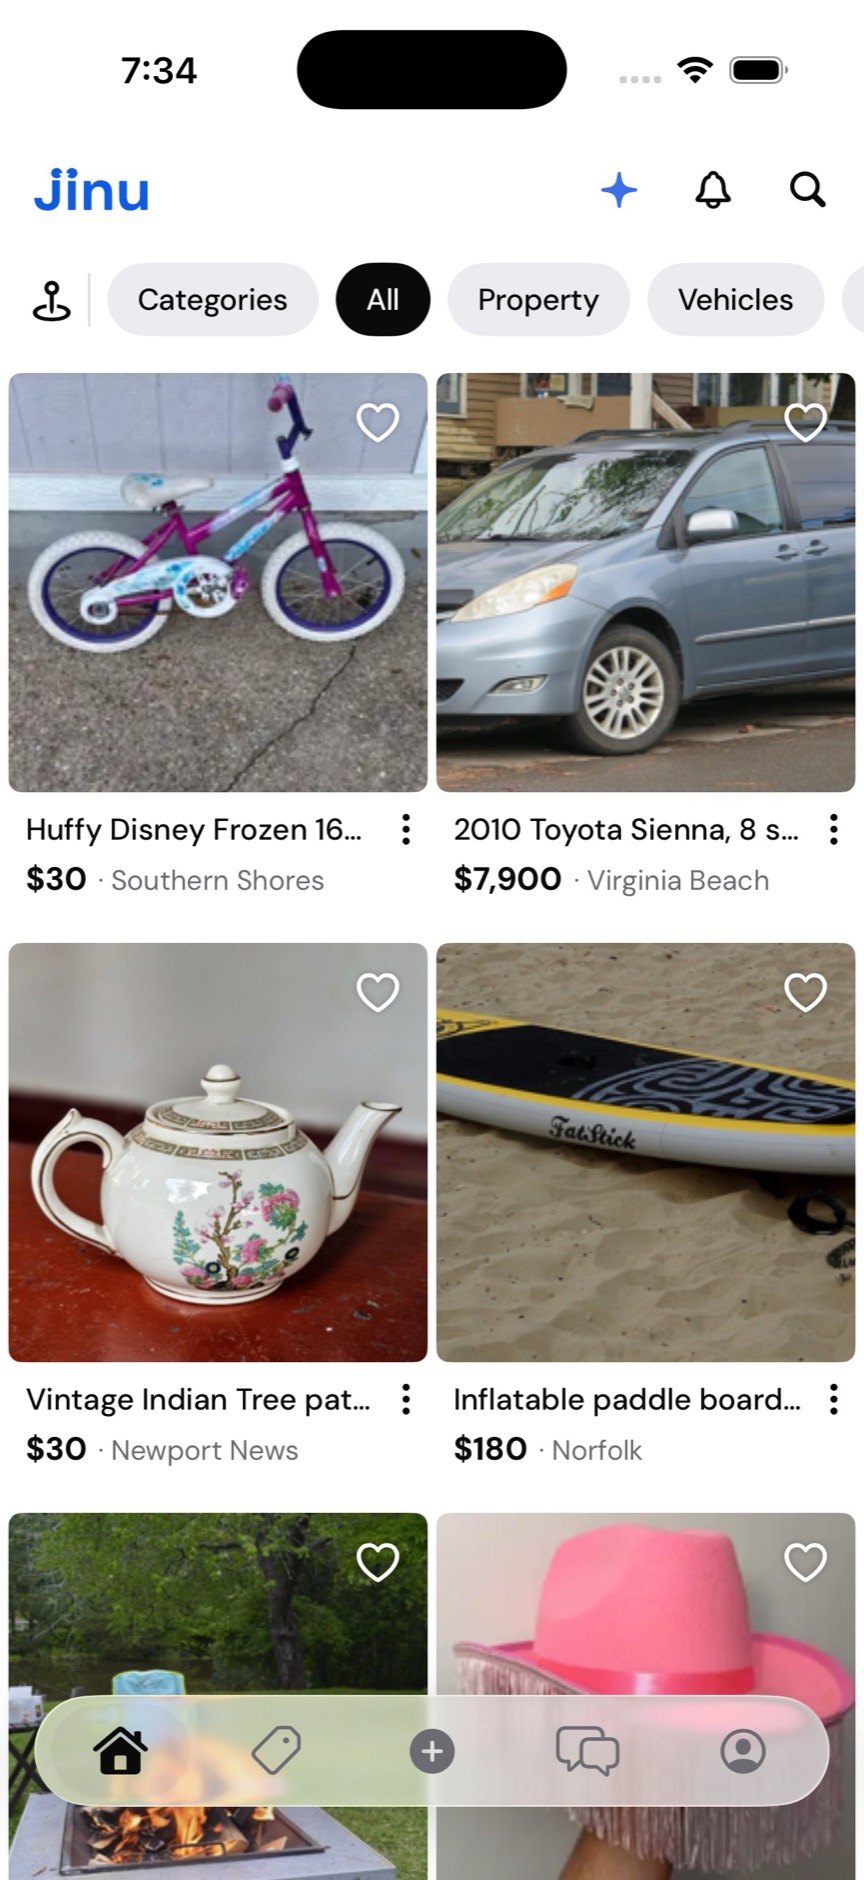 7:34
Jinu
Categories
All
Property
Vehicles
FatStick
Huffy Disney Frozen 16...
$30 · Southern Shores
2010 Toyota Sienna, 8 s...
$7,900 · Virginia Beach
Vintage Indian Tree pat...
$30 · Newport News
Inflatable paddle board...
$180 · Norfolk